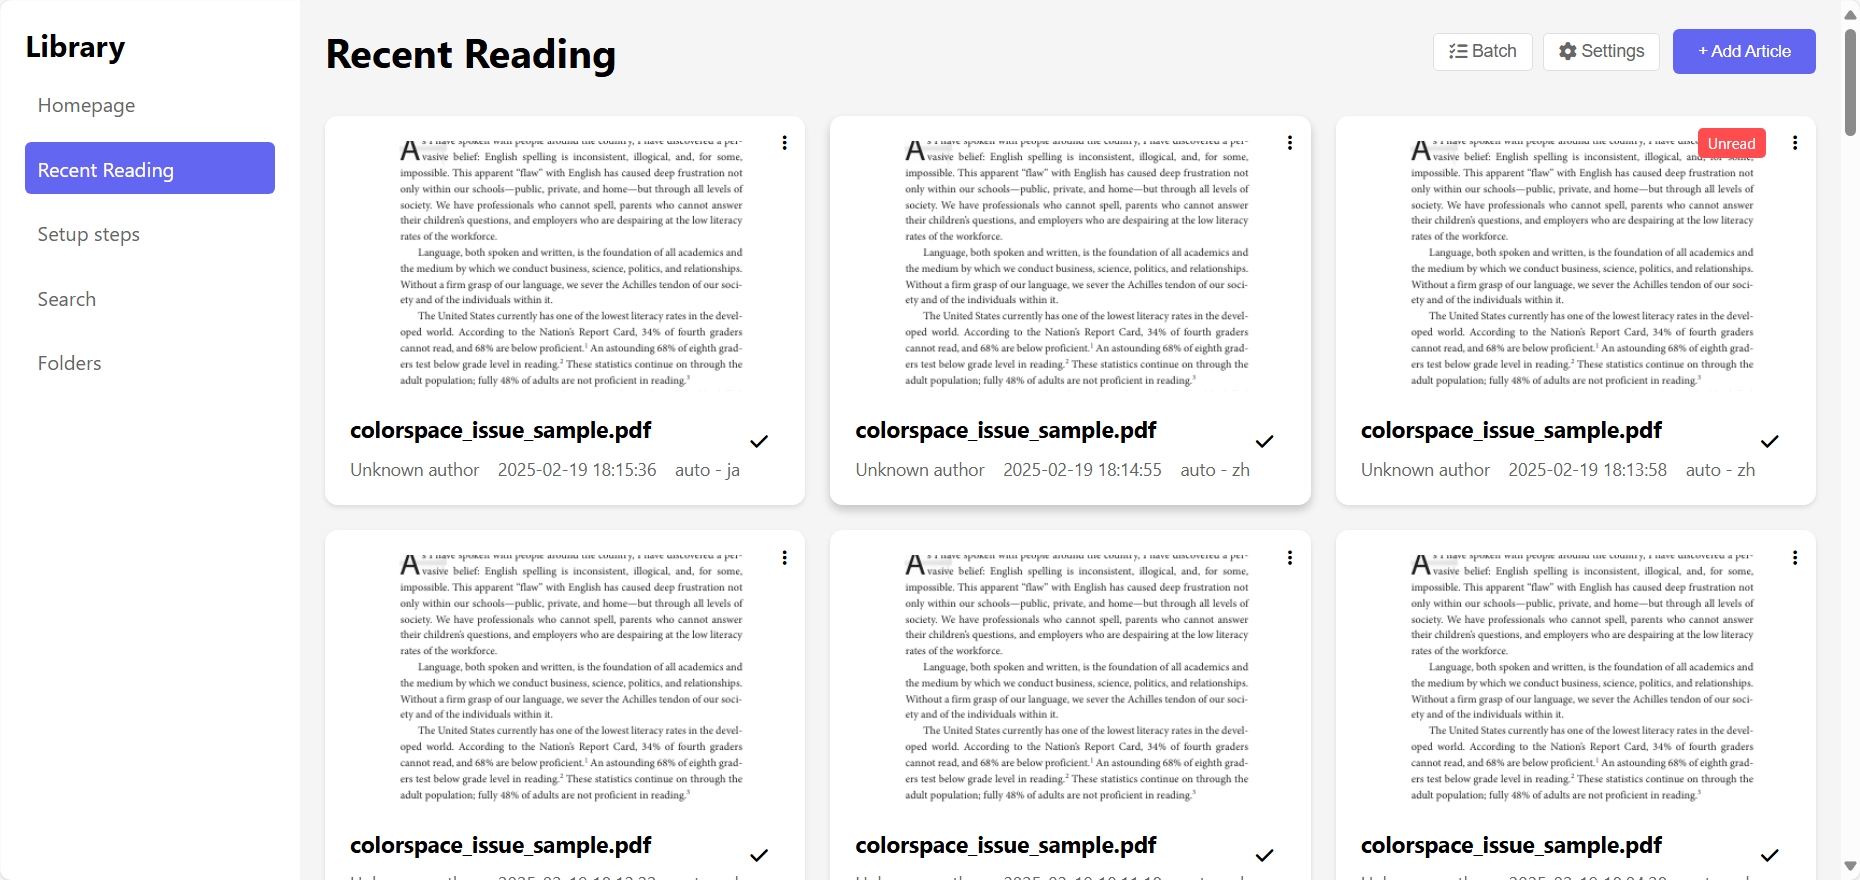 Library
Homepage
Recent Reading
Setup steps
Search
Folders
Recent Reading
Batch
Settings
+ Add Article
vasive belief: English spelling is inconsistent, illogical, and, for some,
impossible. This apparent “flaw” with English has caused deep frustration not
only within our schools—public, private, and home—but through all levels of
society. We have professionals who cannot spell, parents who cannot answer
their children's questions, and employers who are despairing at the low literacy
rates of the workforce.
Language, both spoken and written, is the foundation of all academics and
the medium by which we conduct business, science, politics, and relationships.
Without a firm grasp of our language, we sever the Achilles tendon of our soci-
ety and of the individuals within it.
The United States currently has one of the lowest literacy rates in the devel-
oped world. According to the Nation's Report Card, 34% of fourth graders
cannot read, and 68% are below proficient.1 An astounding 68% of eighth grad-
ers test below grade level in reading.2 These statistics continue on through the
adult population; fully 48% of adults are not proficient in reading.3
colorspace_issue_sample.pdf
Unknown author 2025-02-19 18:15:36 auto - ja
vasive belief: English spelling is inconsistent, illogical, and, for some,
impossible. This apparent “flaw” with English has caused deep frustration not
only within our schools—public, private, and home—but through all levels of
society. We have professionals who cannot spell, parents who cannot answer
their children's questions, and employers who are despairing at the low literacy
rates of the workforce.
Language, both spoken and written, is the foundation of all academics and
the medium by which we conduct business, science, politics, and relationships.
Without a firm grasp of our language, we sever the Achilles tendon of our soci-
ety and of the individuals within it.
The United States currently has one of the lowest literacy rates in the devel-
oped world. According to the Nation's Report Card, 34% of fourth graders
cannot read, and 68% are below proficient.1 An astounding 68% of eighth grad-
ers test below grade level in reading.2 These statistics continue on through the
adult population; fully 48% of adults are not proficient in reading.3
colorspace_issue_sample.pdf
Unknown author 2025-02-19 18:14:55 auto - zh
Unread
vasive belief: English spelling is inconsistent, illogical, and, for some,
impossible. This apparent “flaw” with English has caused deep frustration not
only within our schools—public, private, and home—but through all levels of
society. We have professionals who cannot spell, parents who cannot answer
their children's questions, and employers who are despairing at the low literacy
rates of the workforce.
Language, both spoken and written, is the foundation of all academics and
the medium by which we conduct business, science, politics, and relationships.
Without a firm grasp of our language, we sever the Achilles tendon of our soci-
ety and of the individuals within it.
The United States currently has one of the lowest literacy rates in the devel-
oped world. According to the Nation's Report Card, 34% of fourth graders
cannot read, and 68% are below proficient.1 An astounding 68% of eighth grad-
ers test below grade level in reading.2 These statistics continue on through the
adult population; fully 48% of adults are not proficient in reading.3
colorspace_issue_sample.pdf
Unknown author 2025-02-19 18:13:58 auto - zh
vasive belief: English spelling is inconsistent, illogical, and, for some,
impossible. This apparent “flaw” with English has caused deep frustration not
only within our schools—public, private, and home—but through all levels of
society. We have professionals who cannot spell, parents who cannot answer
their children's questions, and employers who are despairing at the low literacy
rates of the workforce.
Language, both spoken and written, is the foundation of all academics and
the medium by which we conduct business, science, politics, and relationships.
Without a firm grasp of our language, we sever the Achilles tendon of our soci-
ety and of the individuals within it.
The United States currently has one of the lowest literacy rates in the devel-
oped world. According to the Nation's Report Card, 34% of fourth graders
cannot read, and 68% are below proficient.1 An astounding 68% of eighth grad-
ers test below grade level in reading.2 These statistics continue on through the
adult population; fully 48% of adults are not proficient in reading.3
colorspace_issue_sample.pdf
vasive belief: English spelling is inconsistent, illogical, and, for some,
impossible. This apparent “flaw” with English has caused deep frustration not
only within our schools—public, private, and home—but through all levels of
society. We have professionals who cannot spell, parents who cannot answer
their children's questions, and employers who are despairing at the low literacy
rates of the workforce.
Language, both spoken and written, is the foundation of all academics and
the medium by which we conduct business, science, politics, and relationships.
Without a firm grasp of our language, we sever the Achilles tendon of our soci-
ety and of the individuals within it.
The United States currently has one of the lowest literacy rates in the devel-
oped world. According to the Nation's Report Card, 34% of fourth graders
cannot read, and 68% are below proficient.1 An astounding 68% of eighth grad-
ers test below grade level in reading.2 These statistics continue on through the
adult population; fully 48% of adults are not proficient in reading.3
colorspace_issue_sample.pdf
vasive belief: English spelling is inconsistent, illogical, and, for some,
impossible. This apparent “flaw” with English has caused deep frustration not
only within our schools—public, private, and home—but through all levels of
society. We have professionals who cannot spell, parents who cannot answer
their children's questions, and employers who are despairing at the low literacy
rates of the workforce.
Language, both spoken and written, is the foundation of all academics and
the medium by which we conduct business, science, politics, and relationships.
Without a firm grasp of our language, we sever the Achilles tendon of our soci-
ety and of the individuals within it.
The United States currently has one of the lowest literacy rates in the devel-
oped world. According to the Nation's Report Card, 34% of fourth graders
cannot read, and 68% are below proficient.1 An astounding 68% of eighth grad-
ers test below grade level in reading.2 These statistics continue on through the
adult population; fully 48% of adults are not proficient in reading.3
colorspace_issue_sample.pdf